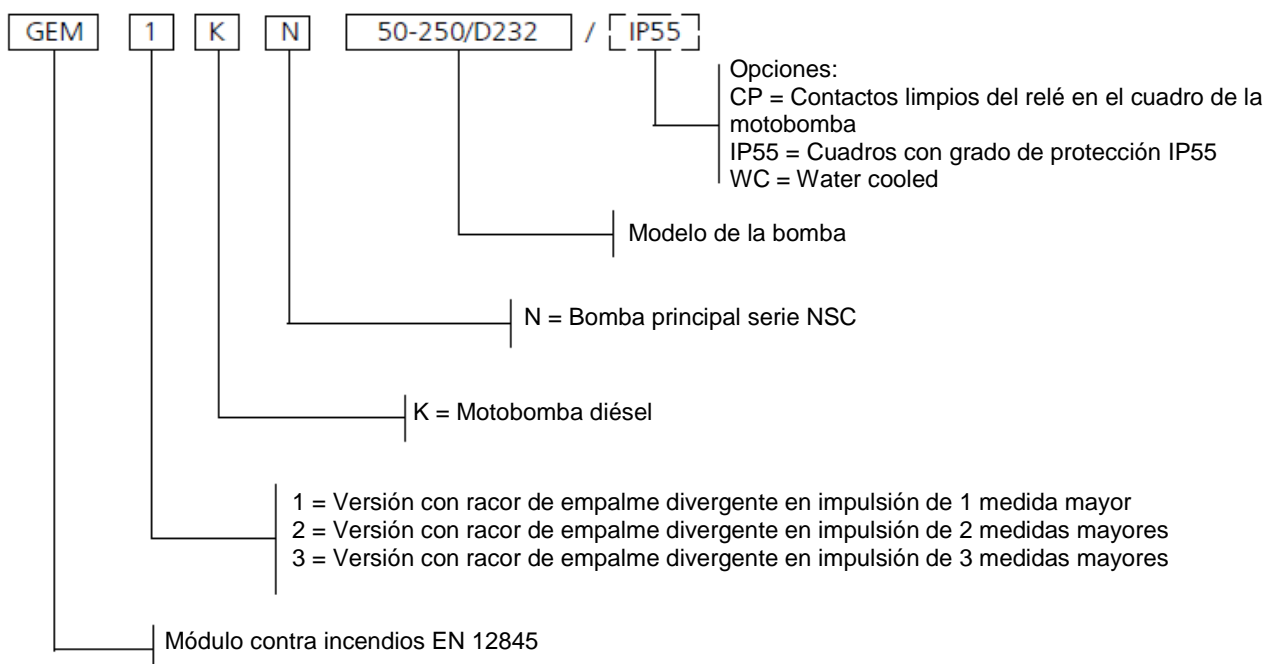 GEM 1 K N 50-250/D232 / IP55
Opciones:
CP = Contactos limpios del relé en el cuadro de la
motobomba
IP55 = Cuadros con grado de protección IP55
WC = Water cooled
Modelo de la bomba
N = Bomba principal serie NSC
K = Motobomba diésel
1 = Versión con racor de empalme divergente en impulsión de 1 medida mayor
2 = Versión con racor de empalme divergente en impulsión de 2 medidas mayores
3 = Versión con racor de empalme divergente en impulsión de 3 medidas mayores
Módulo contra incendios EN 12845